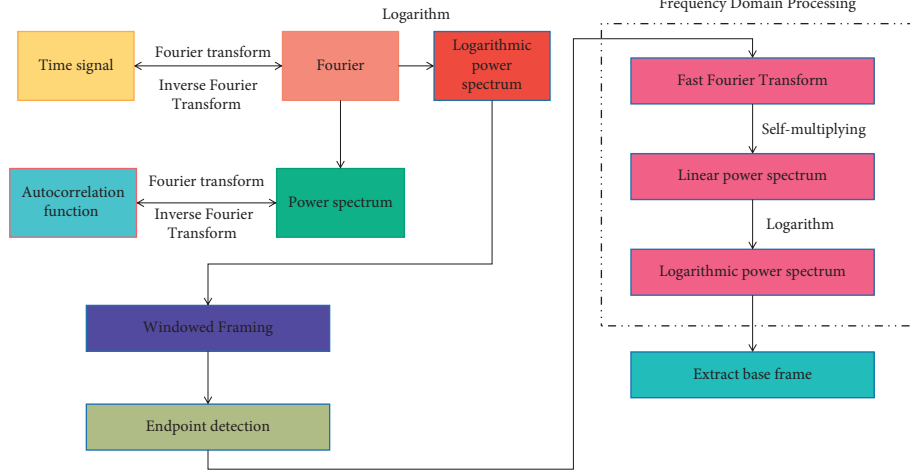 Frequency Domain Processing
Logarithm
Time signal
Fourier transform
Inverse Fourier
Transform
Fourier
Logarithmic
power
spectrum
Autocorrelation
function
Fourier transform
Inverse Fourier
Transform
Power spectrum
Windowed Framing
Endpoint detection
Fast Fourier Transform
Self-multiplying
Linear power spectrum
Logarithm
Logarithmic power spectrum
Extract base frame